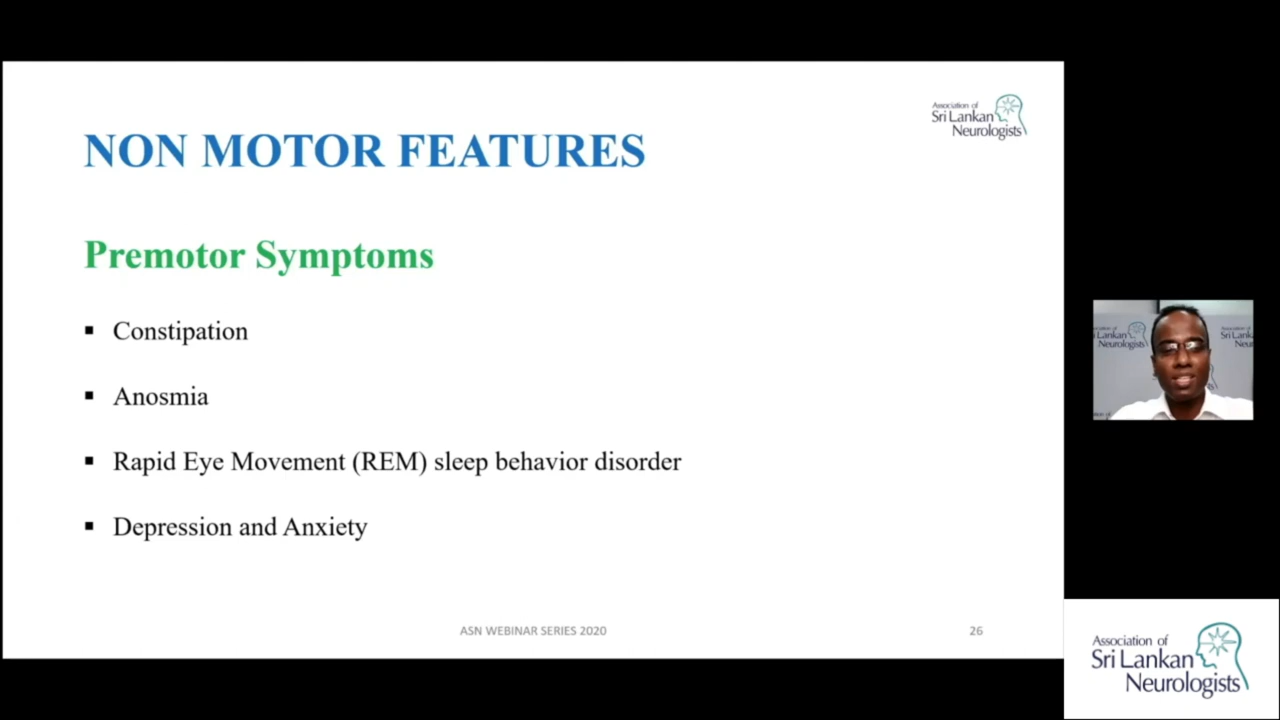 Association of
Sri Lankan
Neurologists
NON MOTOR FEATURES
Premotor Symptoms
▪ Constipation
▪ Anosmia
▪ Rapid Eye Movement (REM) sleep behavior disorder
▪ Depression and Anxiety
ASN WEBINAR SERIES 2020
26
Neurologists
Association of
Sri Lankan
Neurologists